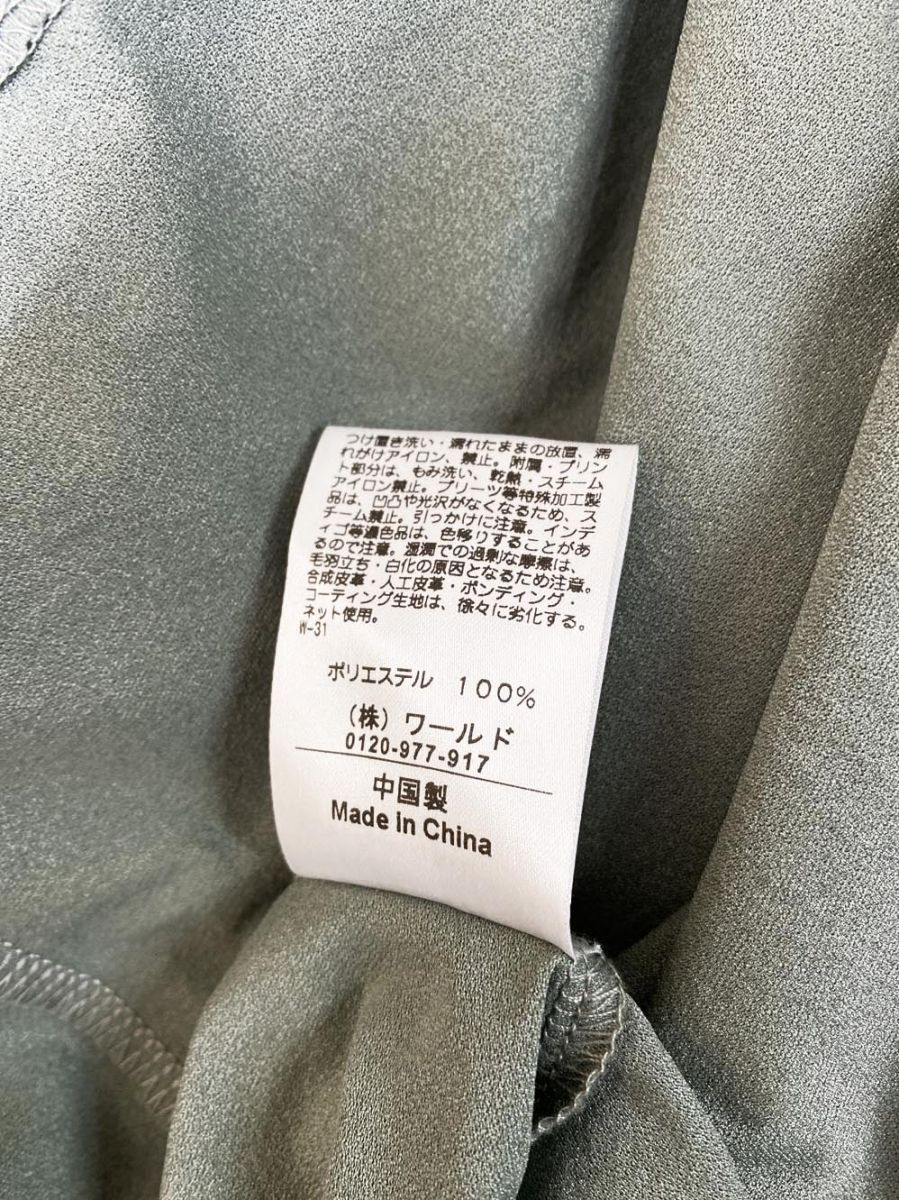 つけ置き洗い・濡れたままの放置、濡
れがけアイロン、禁止。附属・プリン
ト部分は、もみ洗い、乾熱・スチーム
アイロン禁止。プリーツ等特殊加工製
品は、凹凸や光沢がなくなるため、ス
チーム禁止。引っかけに注意。インデ
ィゴ等濃色品は、色移りすることがあ
るので注意。湿潤での過剰な摩擦は、
毛羽立ち・白化の原因となるため注意。
合成皮革・人工皮革・ボンディング・
コーティング生地は、徐々に劣化する。
ネット使用。
W-31
ポリエステル 100%
(株)ワールド
0120-977-917
中国製
Made in China